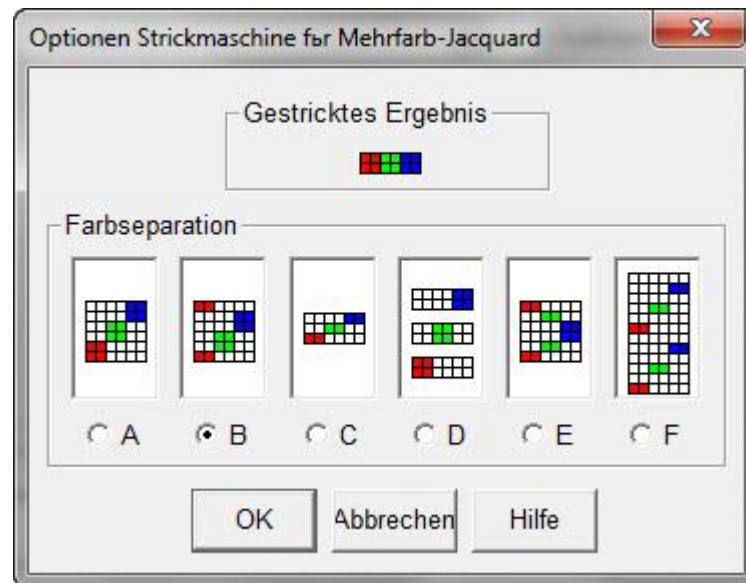 Optionen Strickmaschine fьr Mehrfarb-Jacquard
Gestricktes Ergebnis
Farbseparation
A B C D E F
OK Abbrechen Hilfe